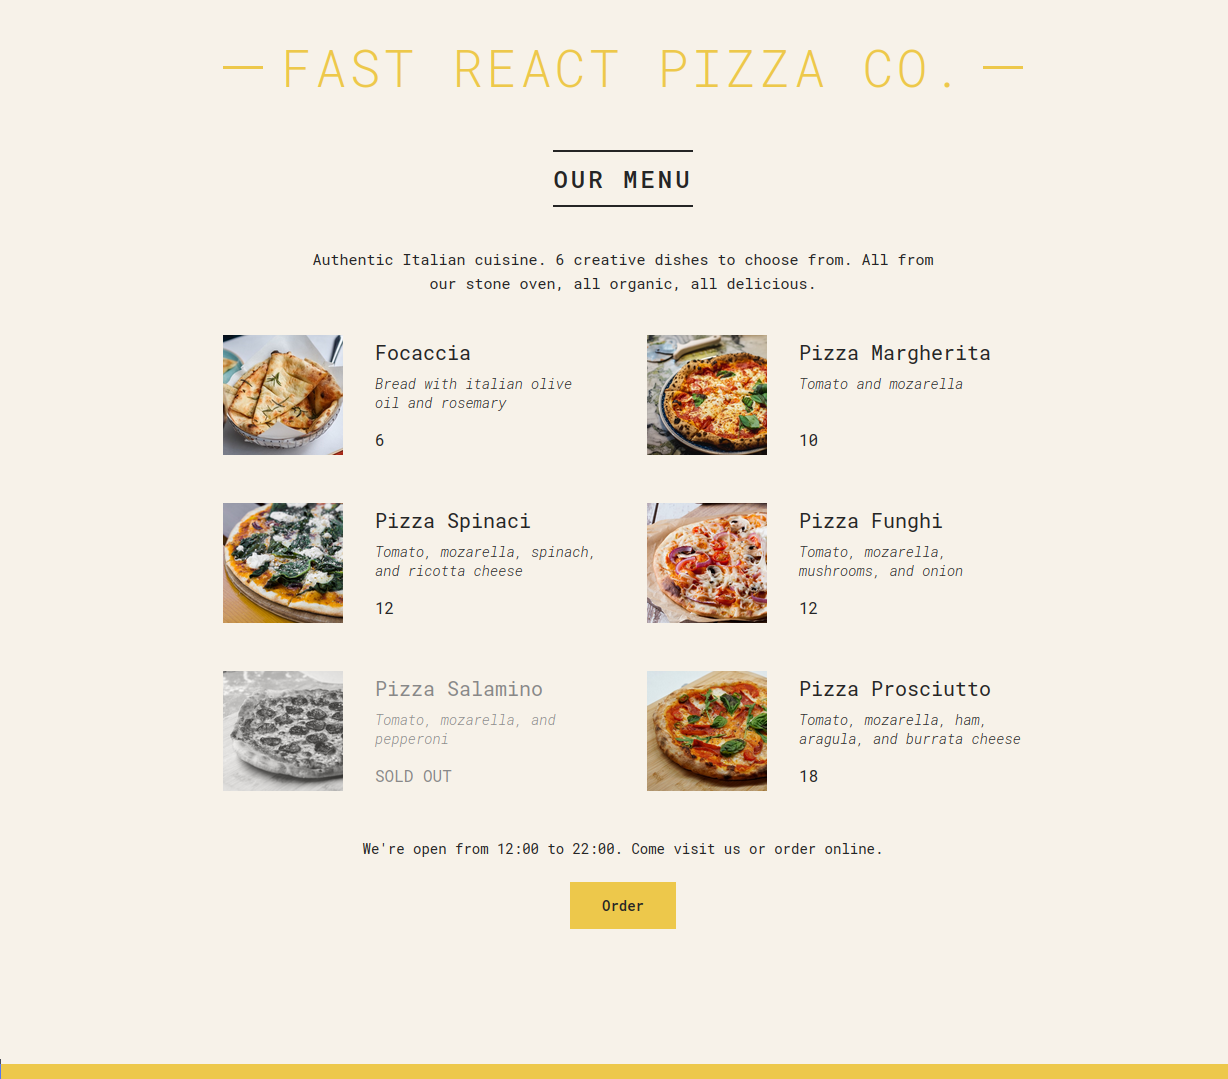 FAST REACT PIZZA CO.
OUR MENU
Authentic Italian cuisine. 6 creative dishes to choose from. All from
our stone oven, all organic, all delicious.
Focaccia
Bread with italian olive
oil and rosemary
6
Pizza Margherita
Tomato and mozarella
10
Pizza Spinaci
Tomato, mozarella, spinach,
and ricotta cheese
12
Pizza Funghi
Tomato, mozarella,
mushrooms, and onion
12
Pizza Salamino
Tomato, mozarella, and
pepperoni
SOLD OUT
Pizza Prosciutto
Tomato, mozarella, ham,
aragula, and burrata cheese
18
We're open from 12:00 to 22:00. Come visit us or order online.
Order